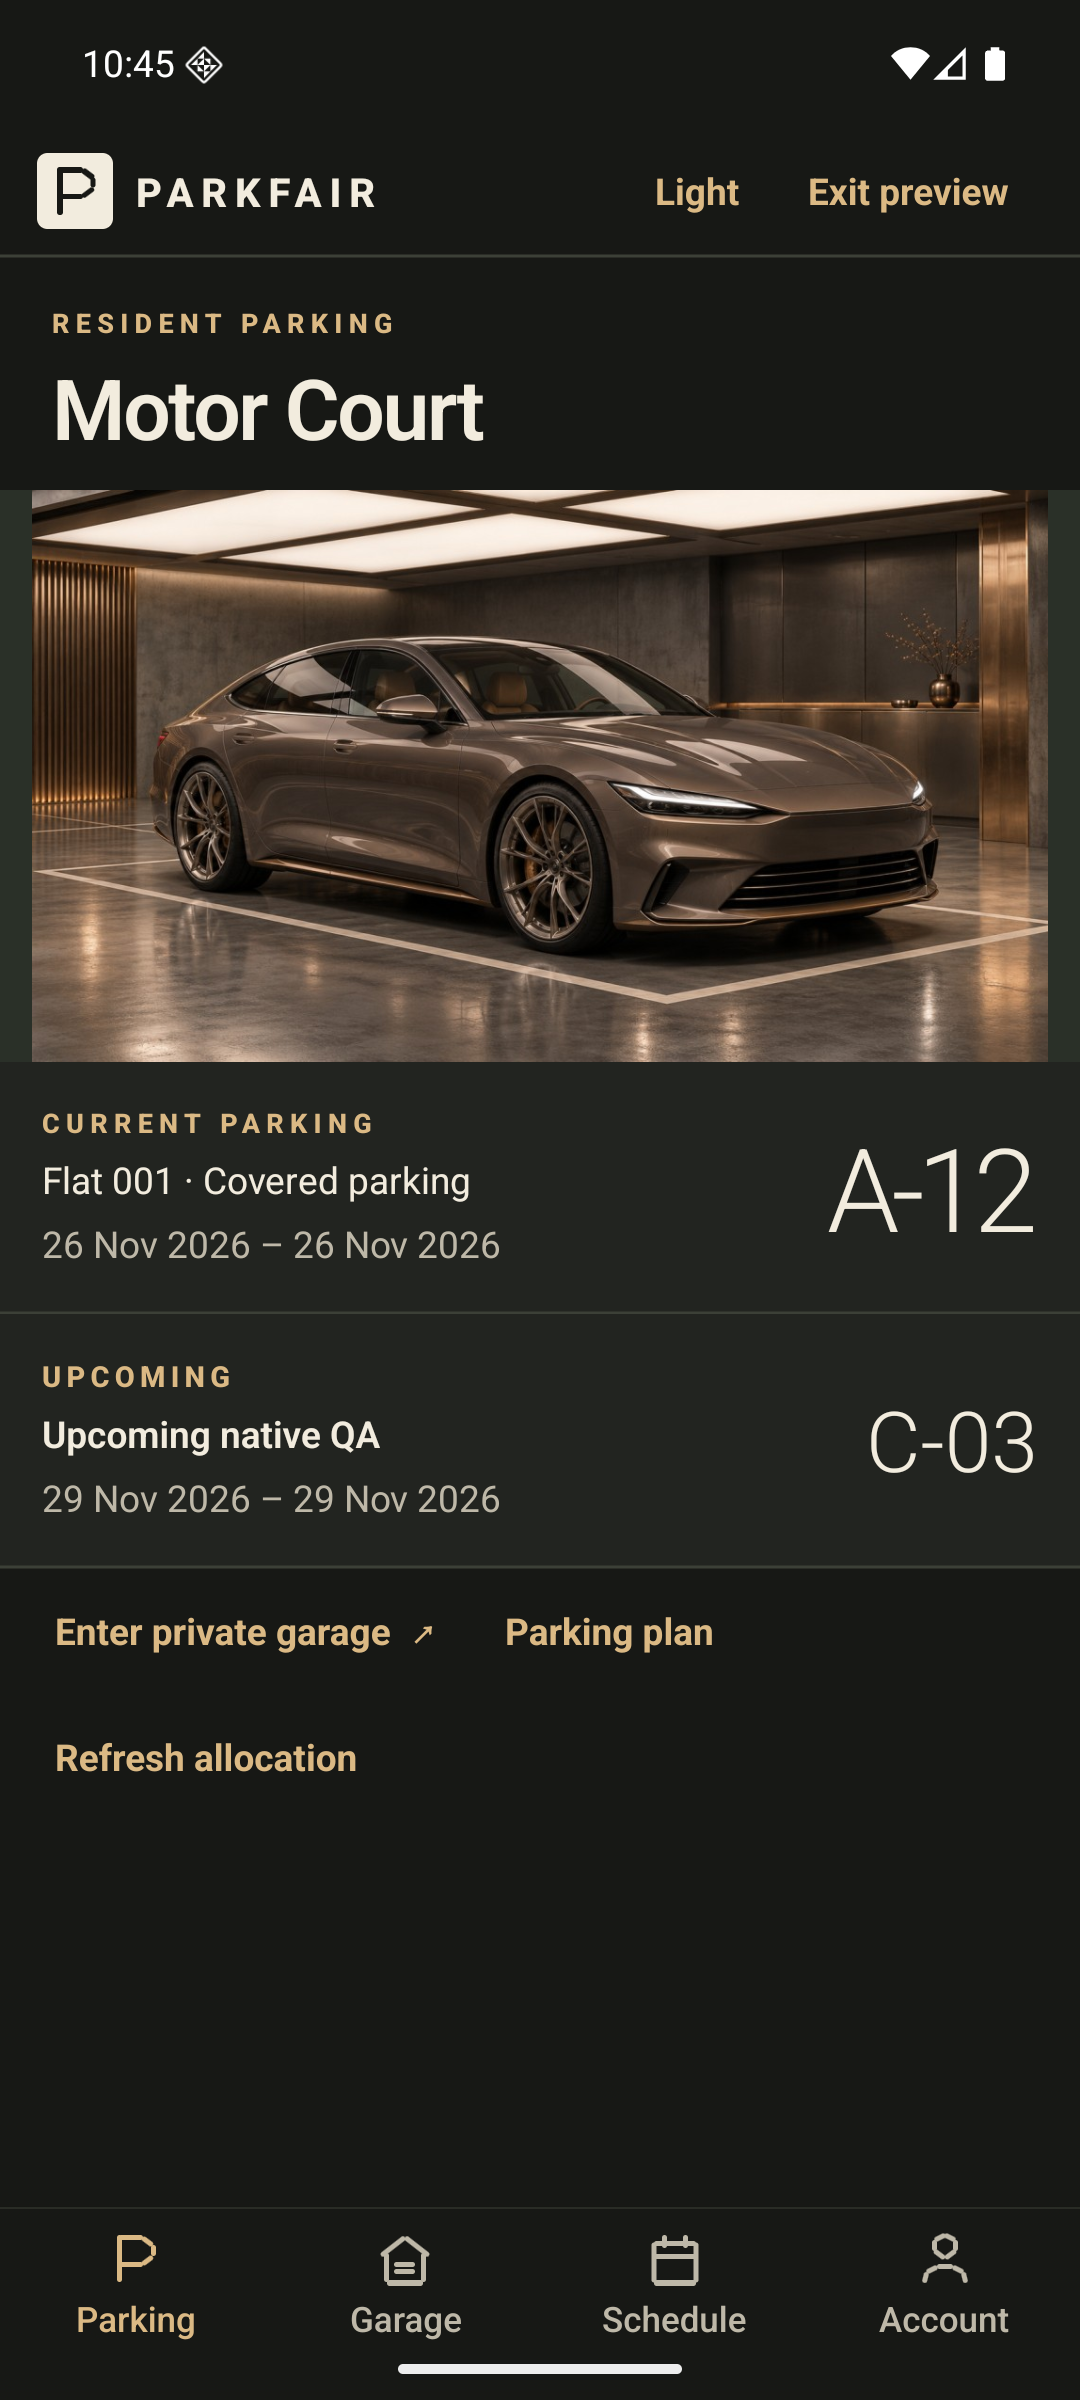 10:45
PARKFAIR
Light Exit preview
RESIDENT PARKING
Motor Court
CURRENT PARKING
Flat 001 · Covered parking
26 Nov 2026 – 26 Nov 2026
A-12
UPCOMING
Upcoming native QA
29 Nov 2026 – 29 Nov 2026
C-03
Enter private garage ↗ Parking plan
Refresh allocation
Parking Garage Schedule Account